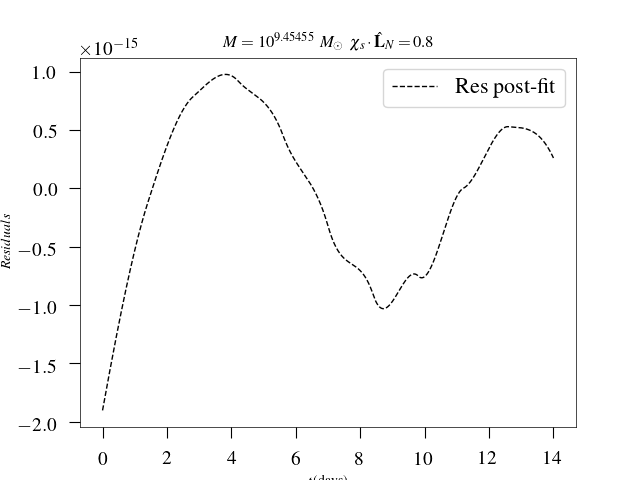 M = 10^9.45455 M⊙ χs · L̂N = 0.8
×10−15
Res post-fit
1.0
0.5
0.0
−0.5
−1.0
−1.5
−2.0
Residuals
0 2 4 6 8 10 12 14
t(days)